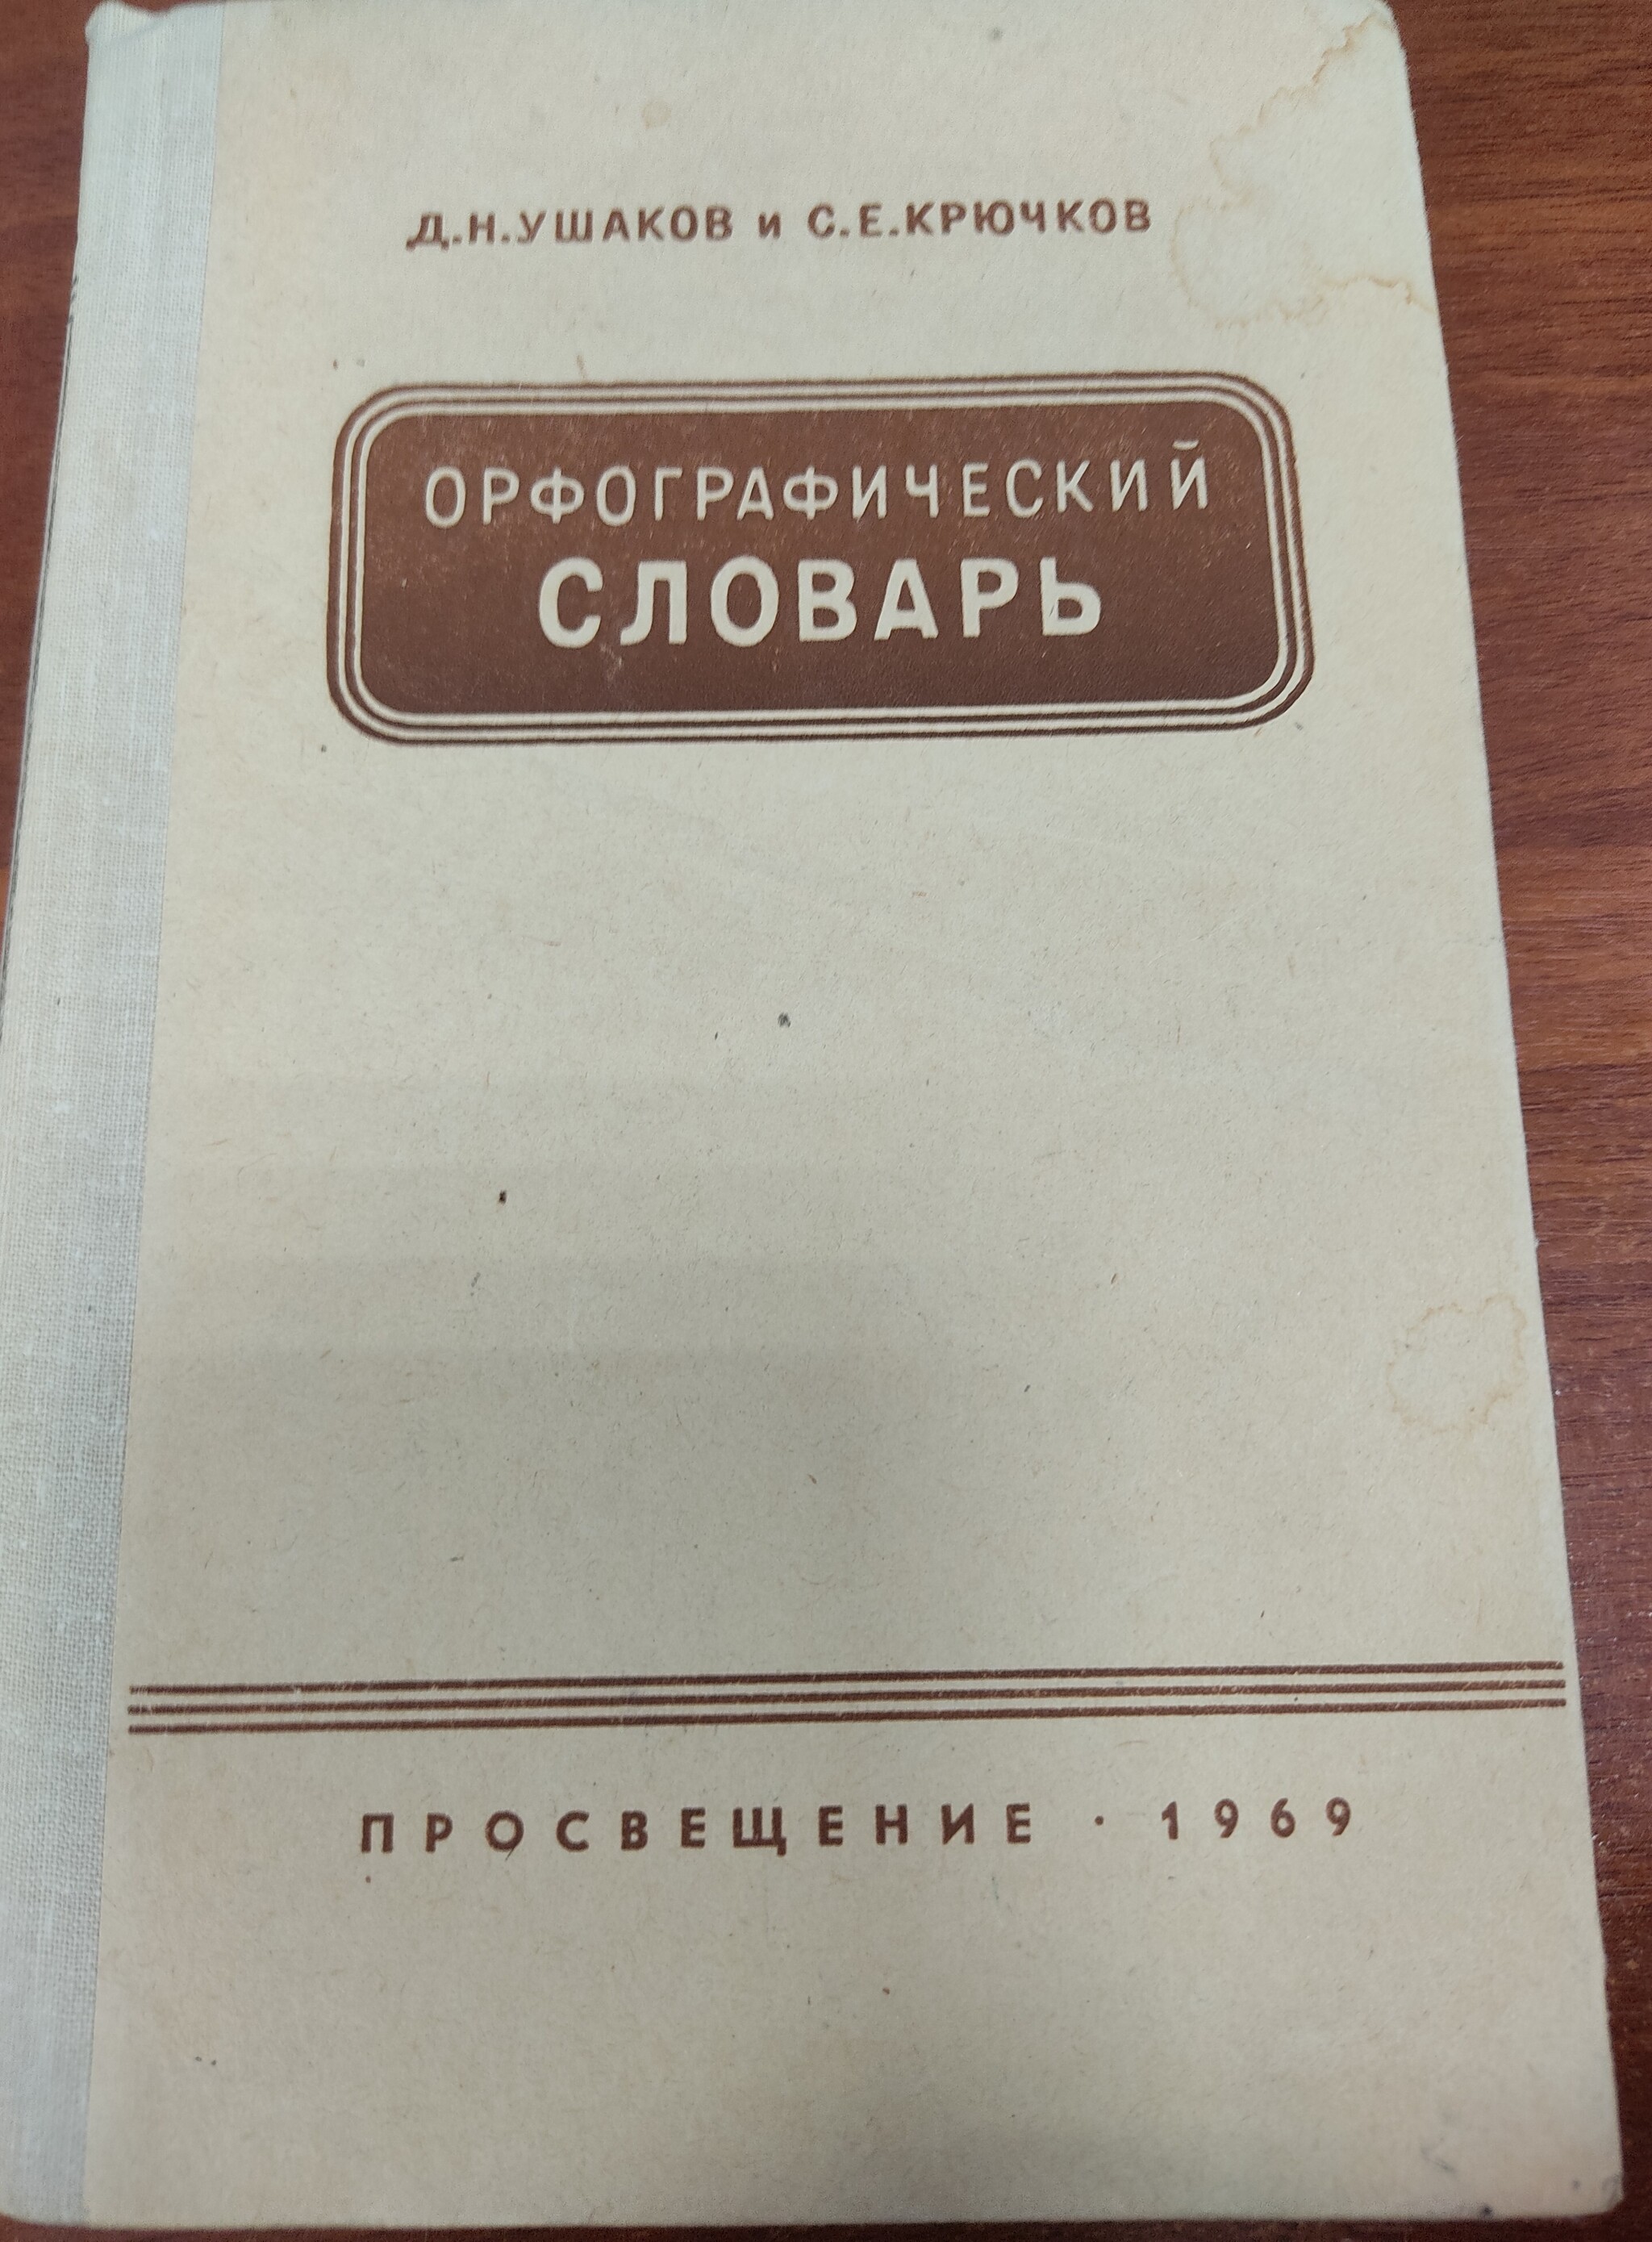 Д.Н.УШАКОВ и С.Е.КРЮЧКОВ
ОРФОГРАФИЧЕСКИЙ
СЛОВАРЬ
ПРОСВЕЩЕНИЕ · 1969